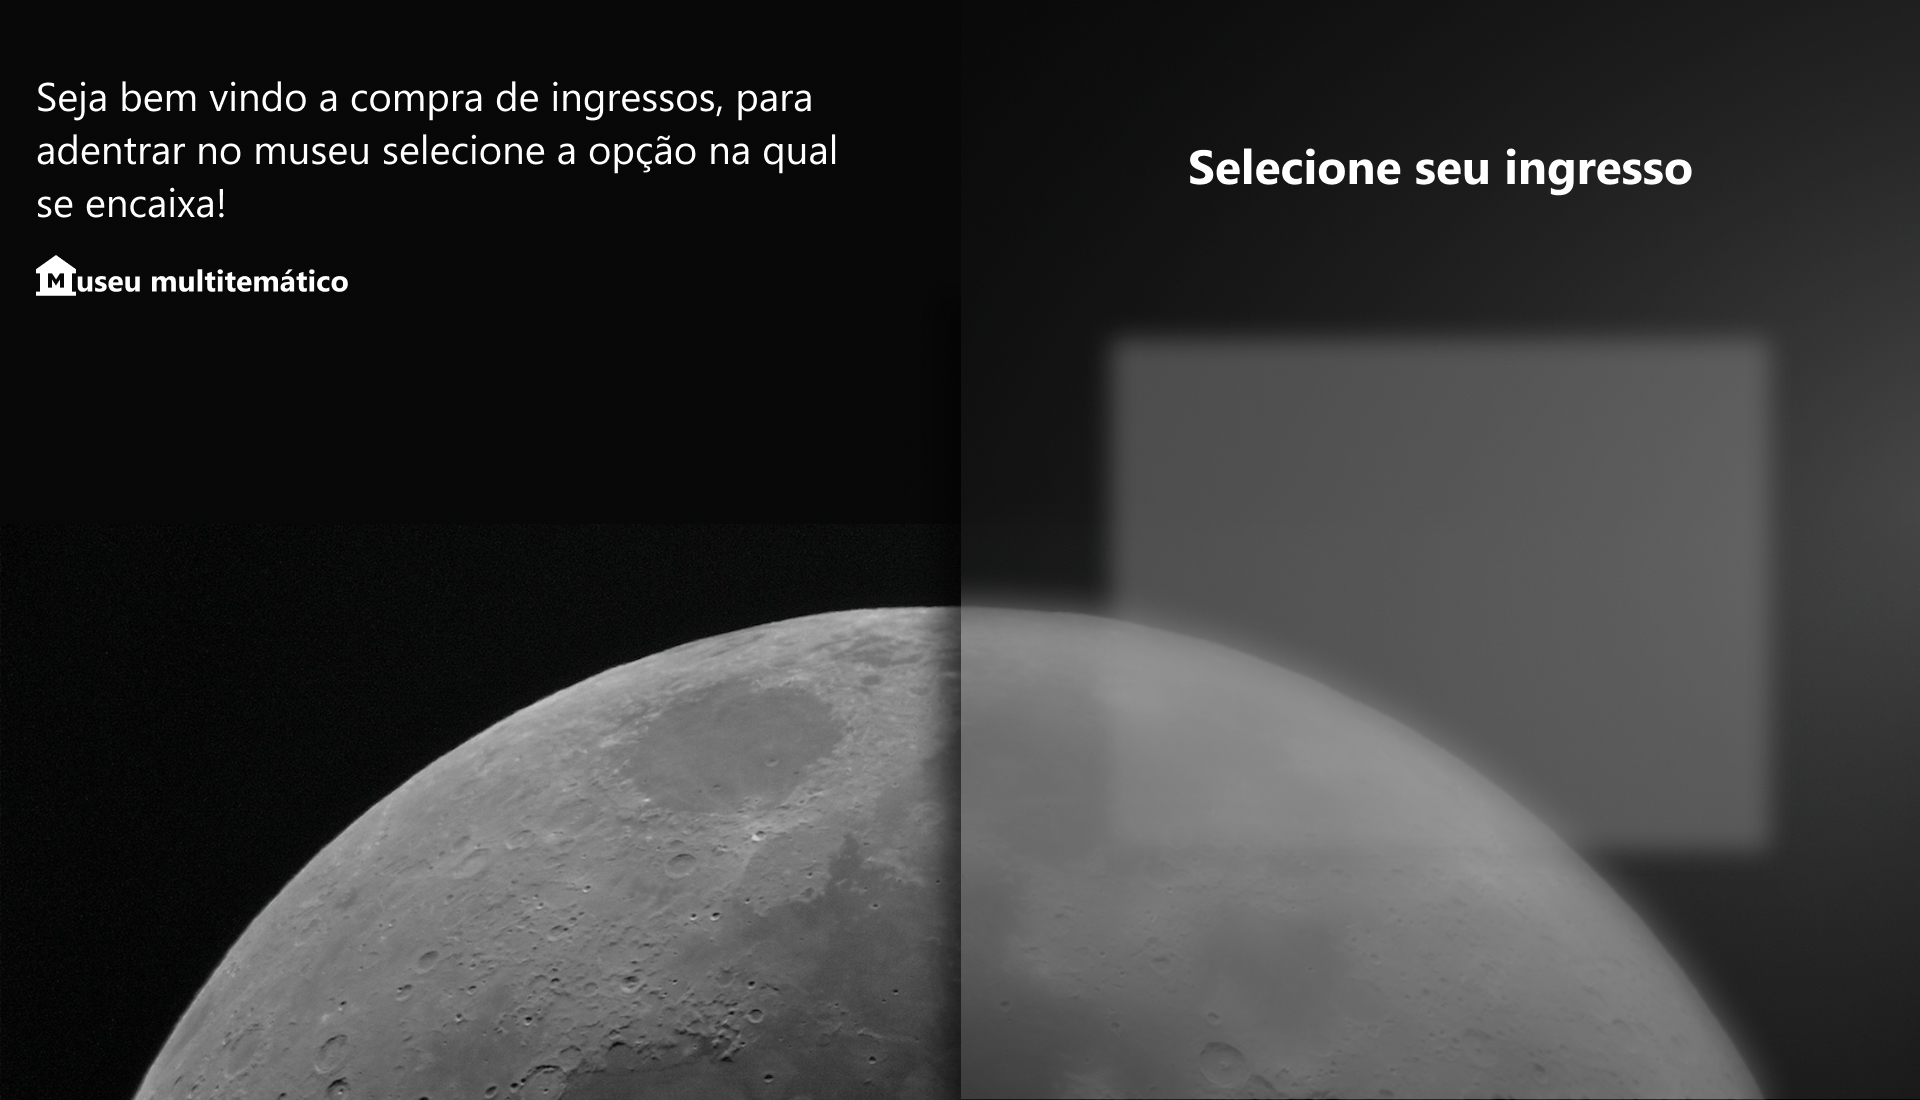 Seja bem vindo a compra de ingressos, para
adentrar no museu selecione a opção na qual
se encaixa!
Museu multitemático
Selecione seu ingresso